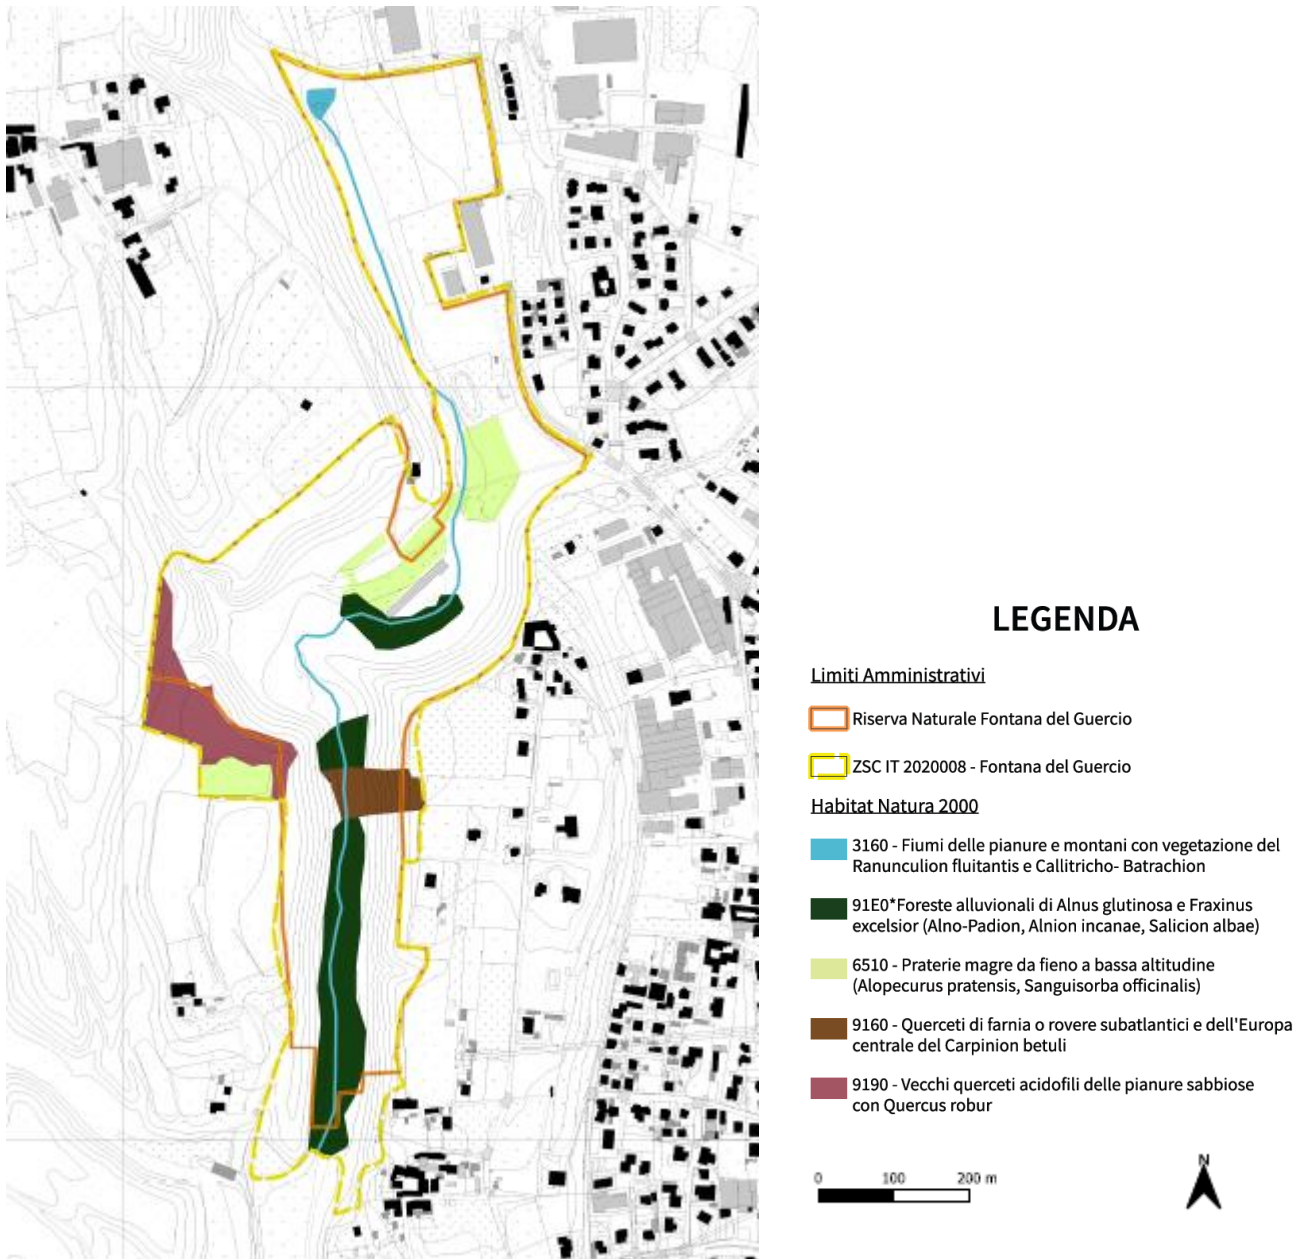 LEGENDA
Limiti Amministrativi
Riserva Naturale Fontana del Guercio
ZSC IT 2020008 - Fontana del Guercio
Habitat Natura 2000
3160 - Fiumi delle pianure e montani con vegetazione del
Ranunculion fluitantis e Callitricho- Batrachion
91E0*Foreste alluvionali di Alnus glutinosa e Fraxinus
excelsior (Alno-Padion, Alnion incanae, Salicion albae)
6510 - Praterie magre da fieno a bassa altitudine
(Alopecurus pratensis, Sanguisorba officinalis)
9160 - Querceti di farnia o rovere subatlantici e dell'Europa
centrale del Carpinion betuli
9190 - Vecchi querceti acidofili delle pianure sabbiose
con Quercus robur
0 100 200 m
N